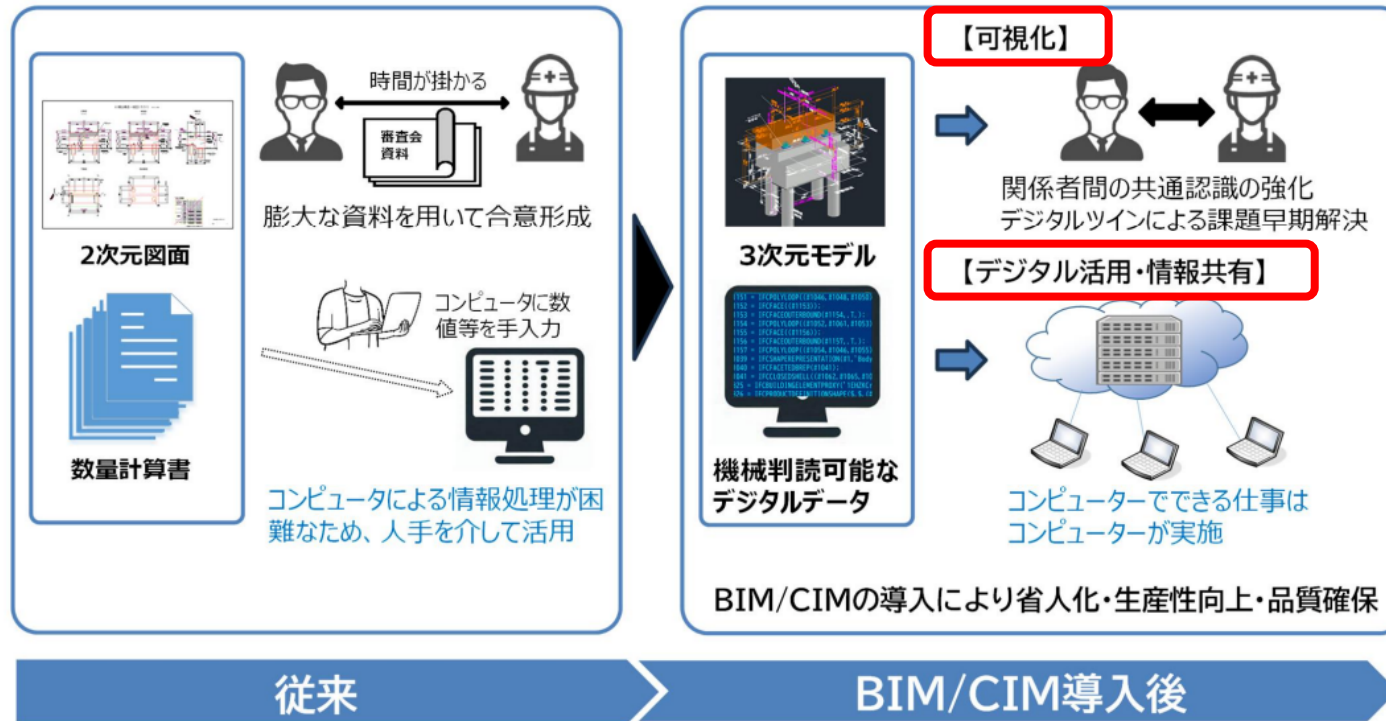 時間が掛かる
審査会
資料
膨大な資料を用いて合意形成
2次元図面
コンピュータに数
値等を手入力
数量計算書
コンピュータによる情報処理が困
難なため、人手を介して活用
【可視化】
関係者間の共通認識の強化
デジタルツインによる課題早期解決
3次元モデル
【デジタル活用・情報共有】
機械判読可能な
デジタルデータ
コンピューターでできる仕事は
コンピューターが実施
BIM/CIMの導入により省人化・生産性向上・品質確保
従来
BIM/CIM導入後